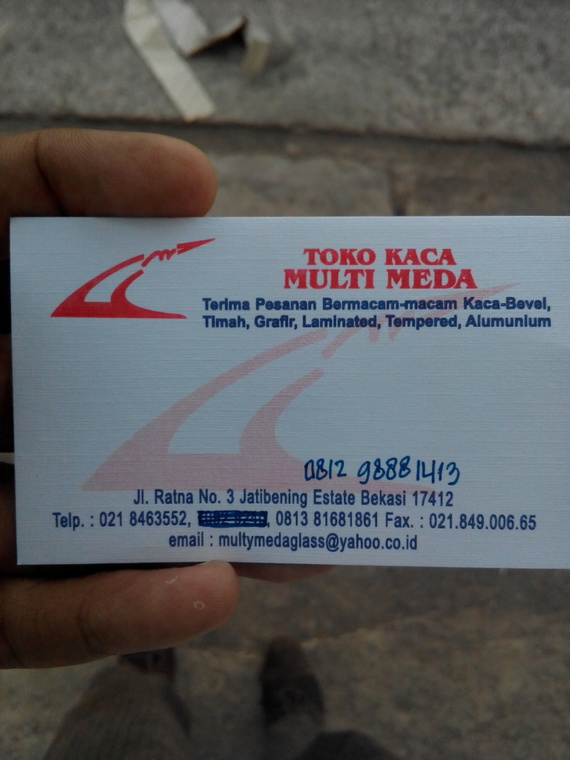 TOKO KACA
MULTI MEDA
Terima Pesanan Bermacam-macam Kaca-Bevel,
Timah, Grafir, Laminated, Tempered, Alumunium
0812 98881413
Jl. Ratna No. 3 Jatibening Estate Bekasi 17412
Telp. : 021 8463552, , 0813 81681861 Fax. : 021.849.006.65
email : multymedaglass@yahoo.co.id